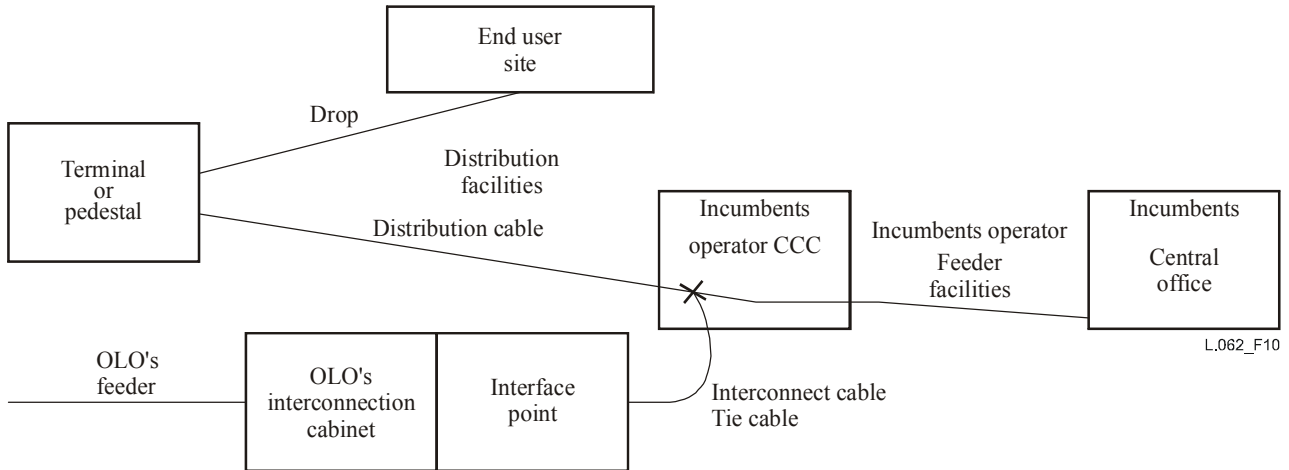 End user
site
Drop
Terminal
or
pedestal
Distribution
facilities
Distribution cable
Incumbents
operator CCC
Incumbents operator
Feeder
facilities
Incumbents
Central
office
L.062_F10
OLO's
feeder
OLO's
interconnection
cabinet
Interface
point
Interconnect cable
Tie cable